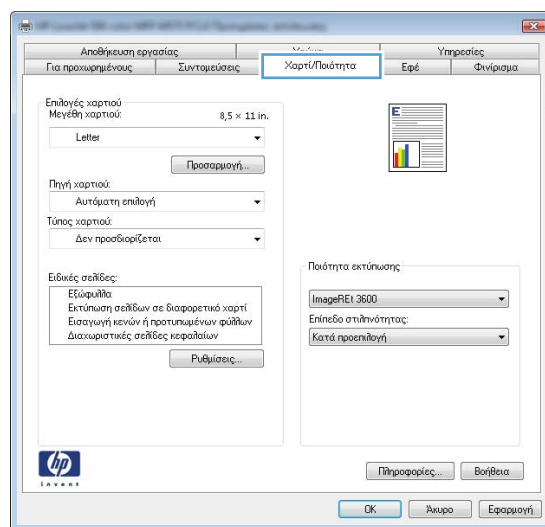 Αποθήκευση εργασίας
Υπηρεσίες
Για προχωρημένους
Συντομεύσεις
Χαρτί/Ποιότητα
Εφέ
Φινίρισμα
Επιλογές χαρτιού
Μεγέθη χαρτιού:
8,5 × 11 in.
Letter
Προσαρμογή...
Πηγή χαρτιού:
Αυτόματη επιλογή
Τύπος χαρτιού:
Δεν προσδιορίζεται
Ειδικές σελίδες:
Εξώφυλλα
Εκτύπωση σελίδων σε διαφορετικό χαρτί
Εισαγωγή κενών ή προτυπωμένων φύλλων
Διαχωριστικές σελίδες κεφαλαίων
Ρυθμίσεις...
E
Ποιότητα εκτύπωσης
ImageREt 3600
Επίπεδο στιλπνότητας:
Κατά προεπιλογή
hp
invent
Πληροφορίες...
Βοήθεια
OK
Άκυρο
Εφαρμογή